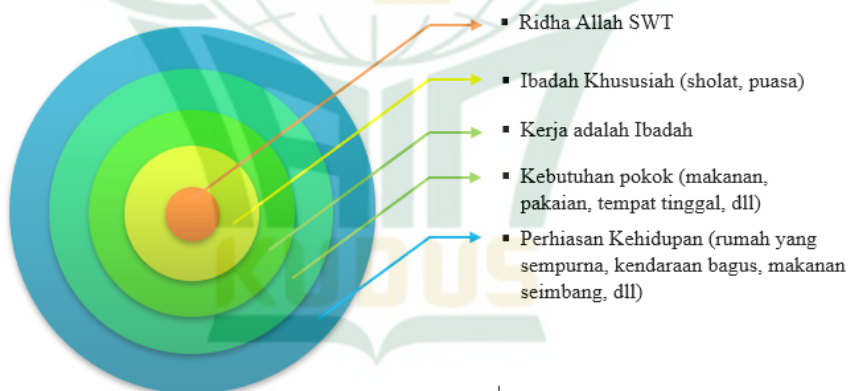 ▪ Ridha Allah SWT
▪ Ibadah Khususiah (sholat, puasa)
▪ Kerja adalah Ibadah
▪ Kebutuhan pokok (makanan,
pakaian, tempat tinggal, dll)
▪ Perhiasan Kehidupan (rumah yang
sempurna, kendaraan bagus, makanan
seimbang, dll)
KUDUS